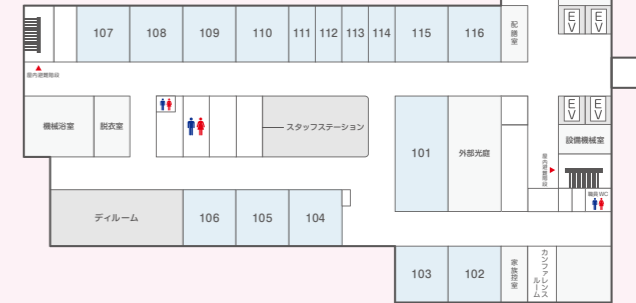 107
108
109
110
111
112
113
114
115
116
配膳室
EV
EV
屋内避難階段
機械浴室
脱衣室
スタッフステーション
101
外部光庭
EV
EV
設備機械室
屋内避難階段
職員WC
ディルーム
106
105
104
103
102
家族控室
カンファレンス
ルーム